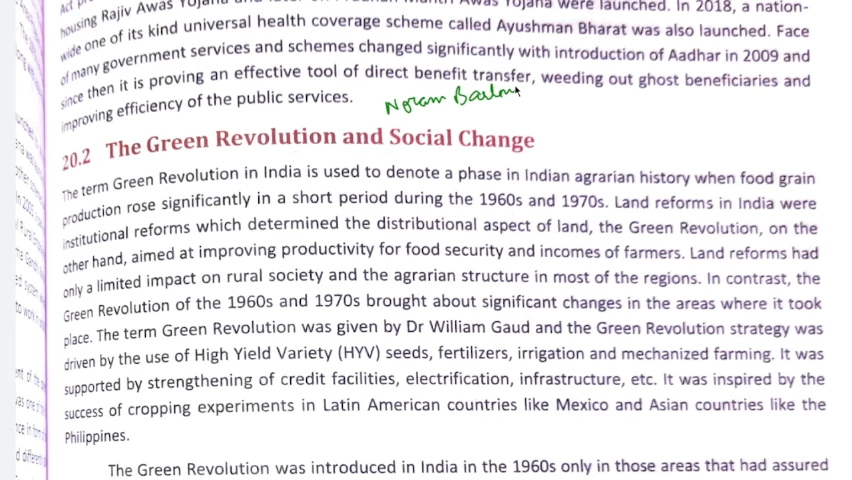 housing Rajiv Awas Yojana were launched. In 2018, a nation-
wide one of its kind universal health coverage scheme called Ayushman Bharat was also launched. Face
of many government services and schemes changed significantly with introduction of Aadhar in 2009 and
since then it is proving an effective tool of direct benefit transfer, weeding out ghost beneficiaries and
improving efficiency of the public services.
20.2 The Green Revolution and Social Change
The term Green Revolution in India is used to denote a phase in Indian agrarian history when food grain
production rose significantly in a short period during the 1960s and 1970s. Land reforms in India were
institutional reforms which determined the distributional aspect of land, the Green Revolution, on the
other hand, aimed at improving productivity for food security and incomes of farmers. Land reforms had
only a limited impact on rural society and the agrarian structure in most of the regions. In contrast, the
Green Revolution of the 1960s and 1970s brought about significant changes in the areas where it took
place. The term Green Revolution was given by Dr William Gaud and the Green Revolution strategy was
driven by the use of High Yield Variety (HYV) seeds, fertilizers, irrigation and mechanized farming. It was
supported by strengthening of credit facilities, electrification, infrastructure, etc. It was inspired by the
success of cropping experiments in Latin American countries like Mexico and Asian countries like the
Philippines.
The Green Revolution was introduced in India in the 1960s only in those areas that had assured